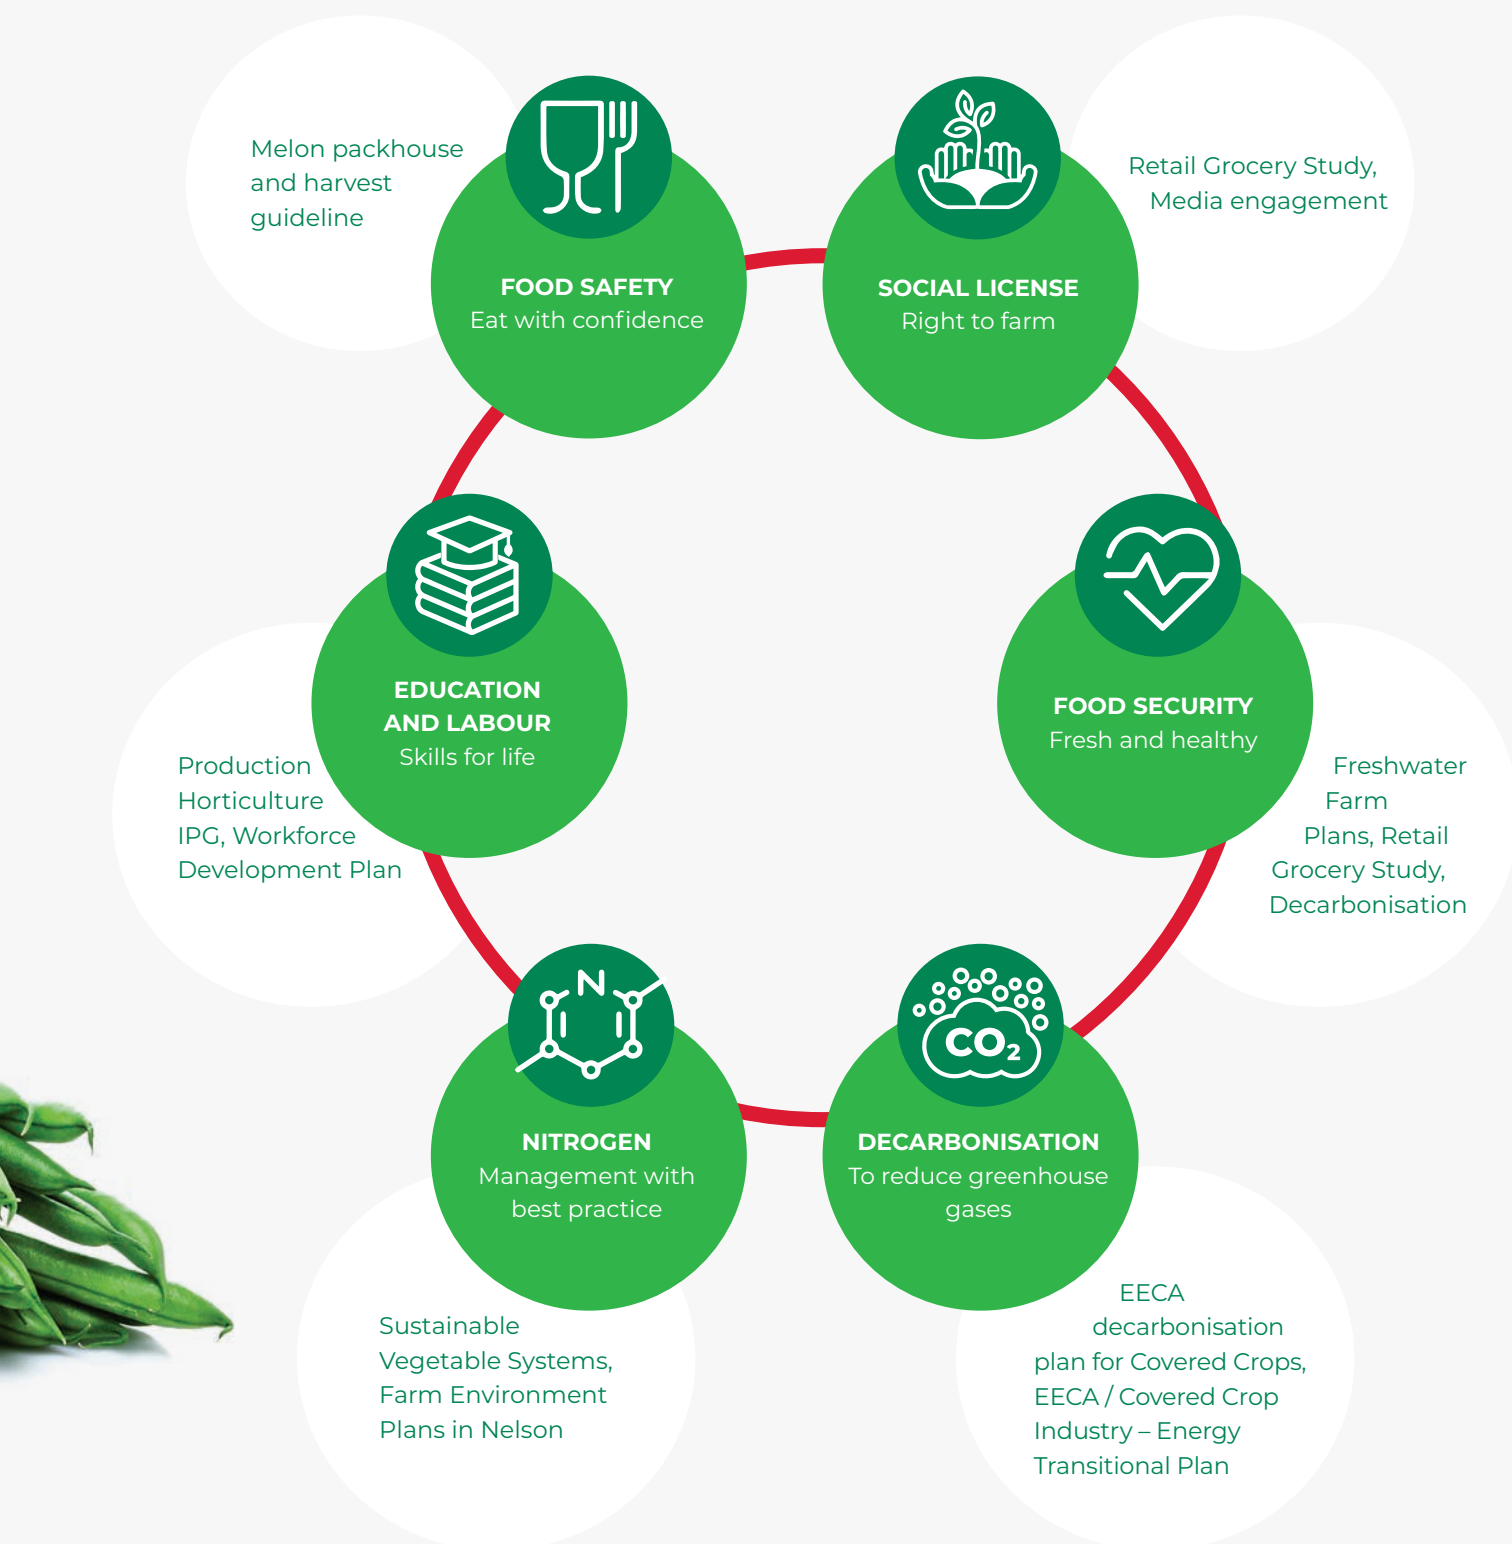 Melon packhouse
and harvest
guideline
FOOD SAFETY
Eat with confidence
SOCIAL LICENSE
Right to farm
Retail Grocery Study,
Media engagement
EDUCATION
AND LABOUR
Skills for life
Production
Horticulture
IPG, Workforce
Development Plan
FOOD SECURITY
Fresh and healthy
Freshwater
Farm
Plans, Retail
Grocery Study,
Decarbonisation
N
NITROGEN
Management with
best practice
Sustainable
Vegetable Systems,
Farm Environment
Plans in Nelson
CO₂
DECARBONISATION
To reduce greenhouse
gases
EECA
decarbonisation
plan for Covered Crops,
EECA / Covered Crop
Industry – Energy
Transitional Plan